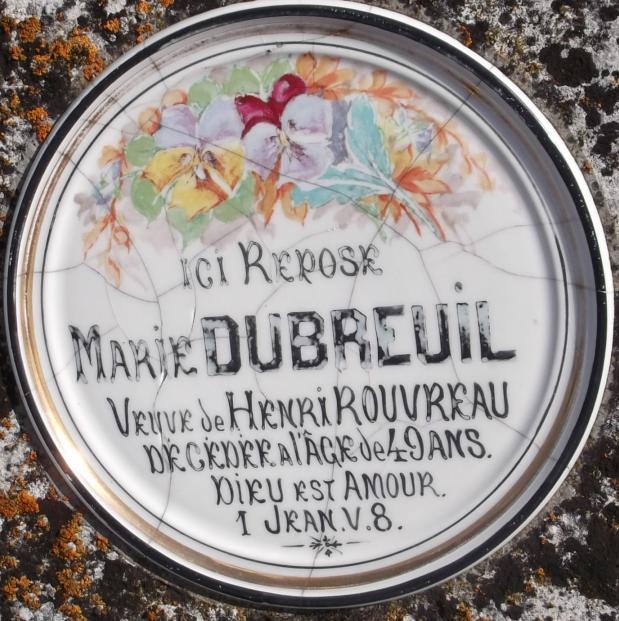 ICI REPOSE
MARIE DUBREUIL
VEUVE de HENRI ROUVREAU
DÉCÉDÉE a l'ÂGE de 49 ANS.
DIEU EST AMOUR.
1 JEAN. V. 8.